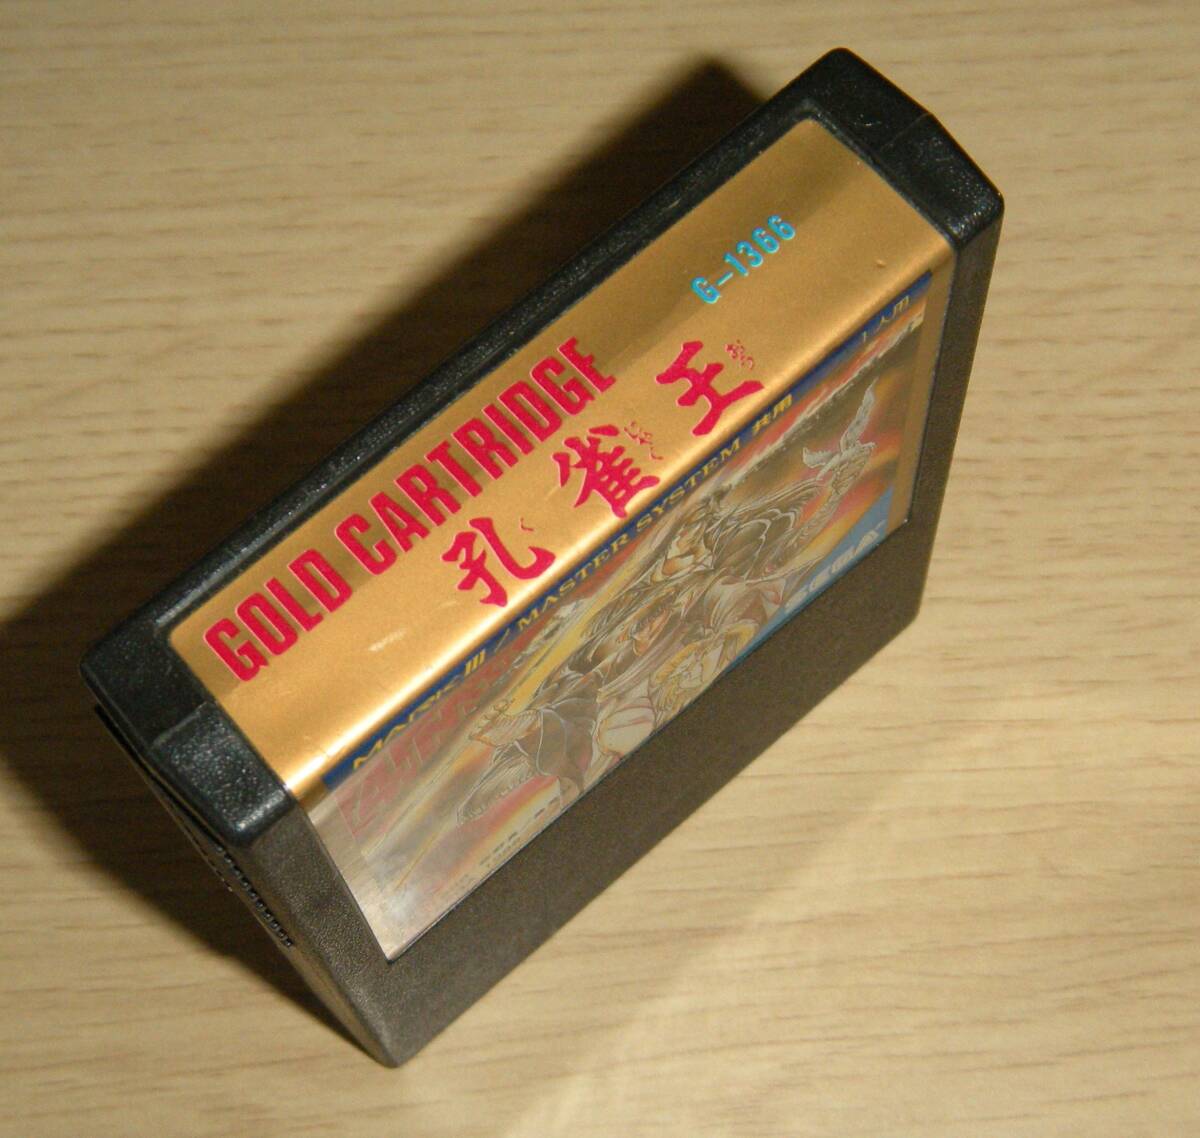 G-1366
GOLD CARTRIDGE
孔雀王
く じゃく おう
MARK III / MASTER SYSTEM 共用
1人用
SEGA